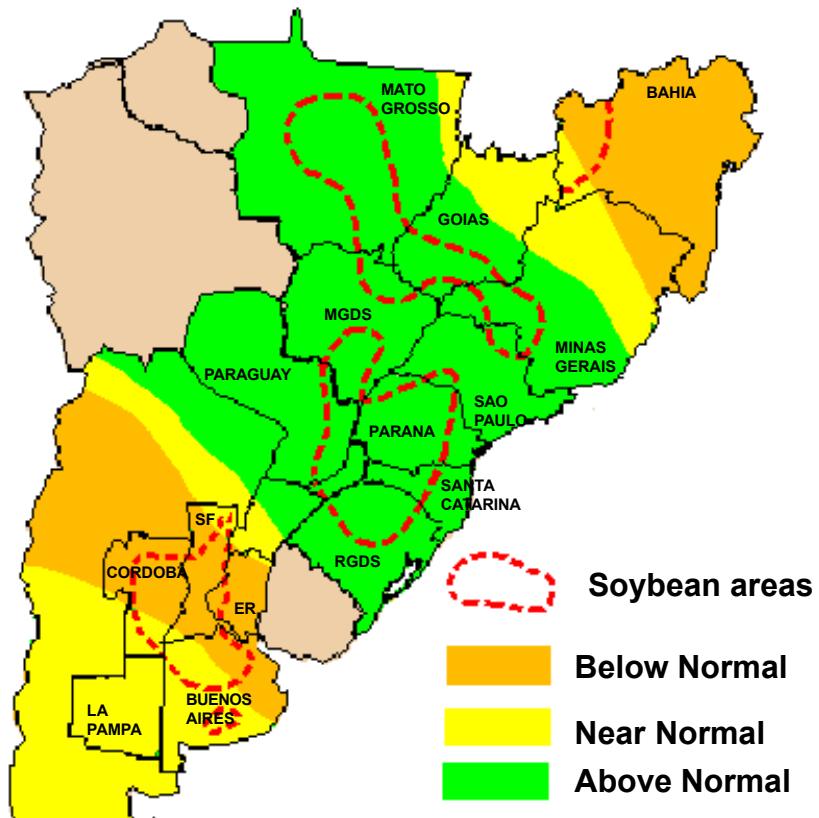 MATO
GROSSO
BAHIA
GOIAS
MGDS
MINAS
GERAIS
PARAGUAY
SAO
PAULO
PARANA
SANTA
CATARINA
SF
RGDS
CORDOBA
ER
Soybean areas
Below Normal
LA
PAMPA
BUENOS
AIRES
Near Normal
Above Normal